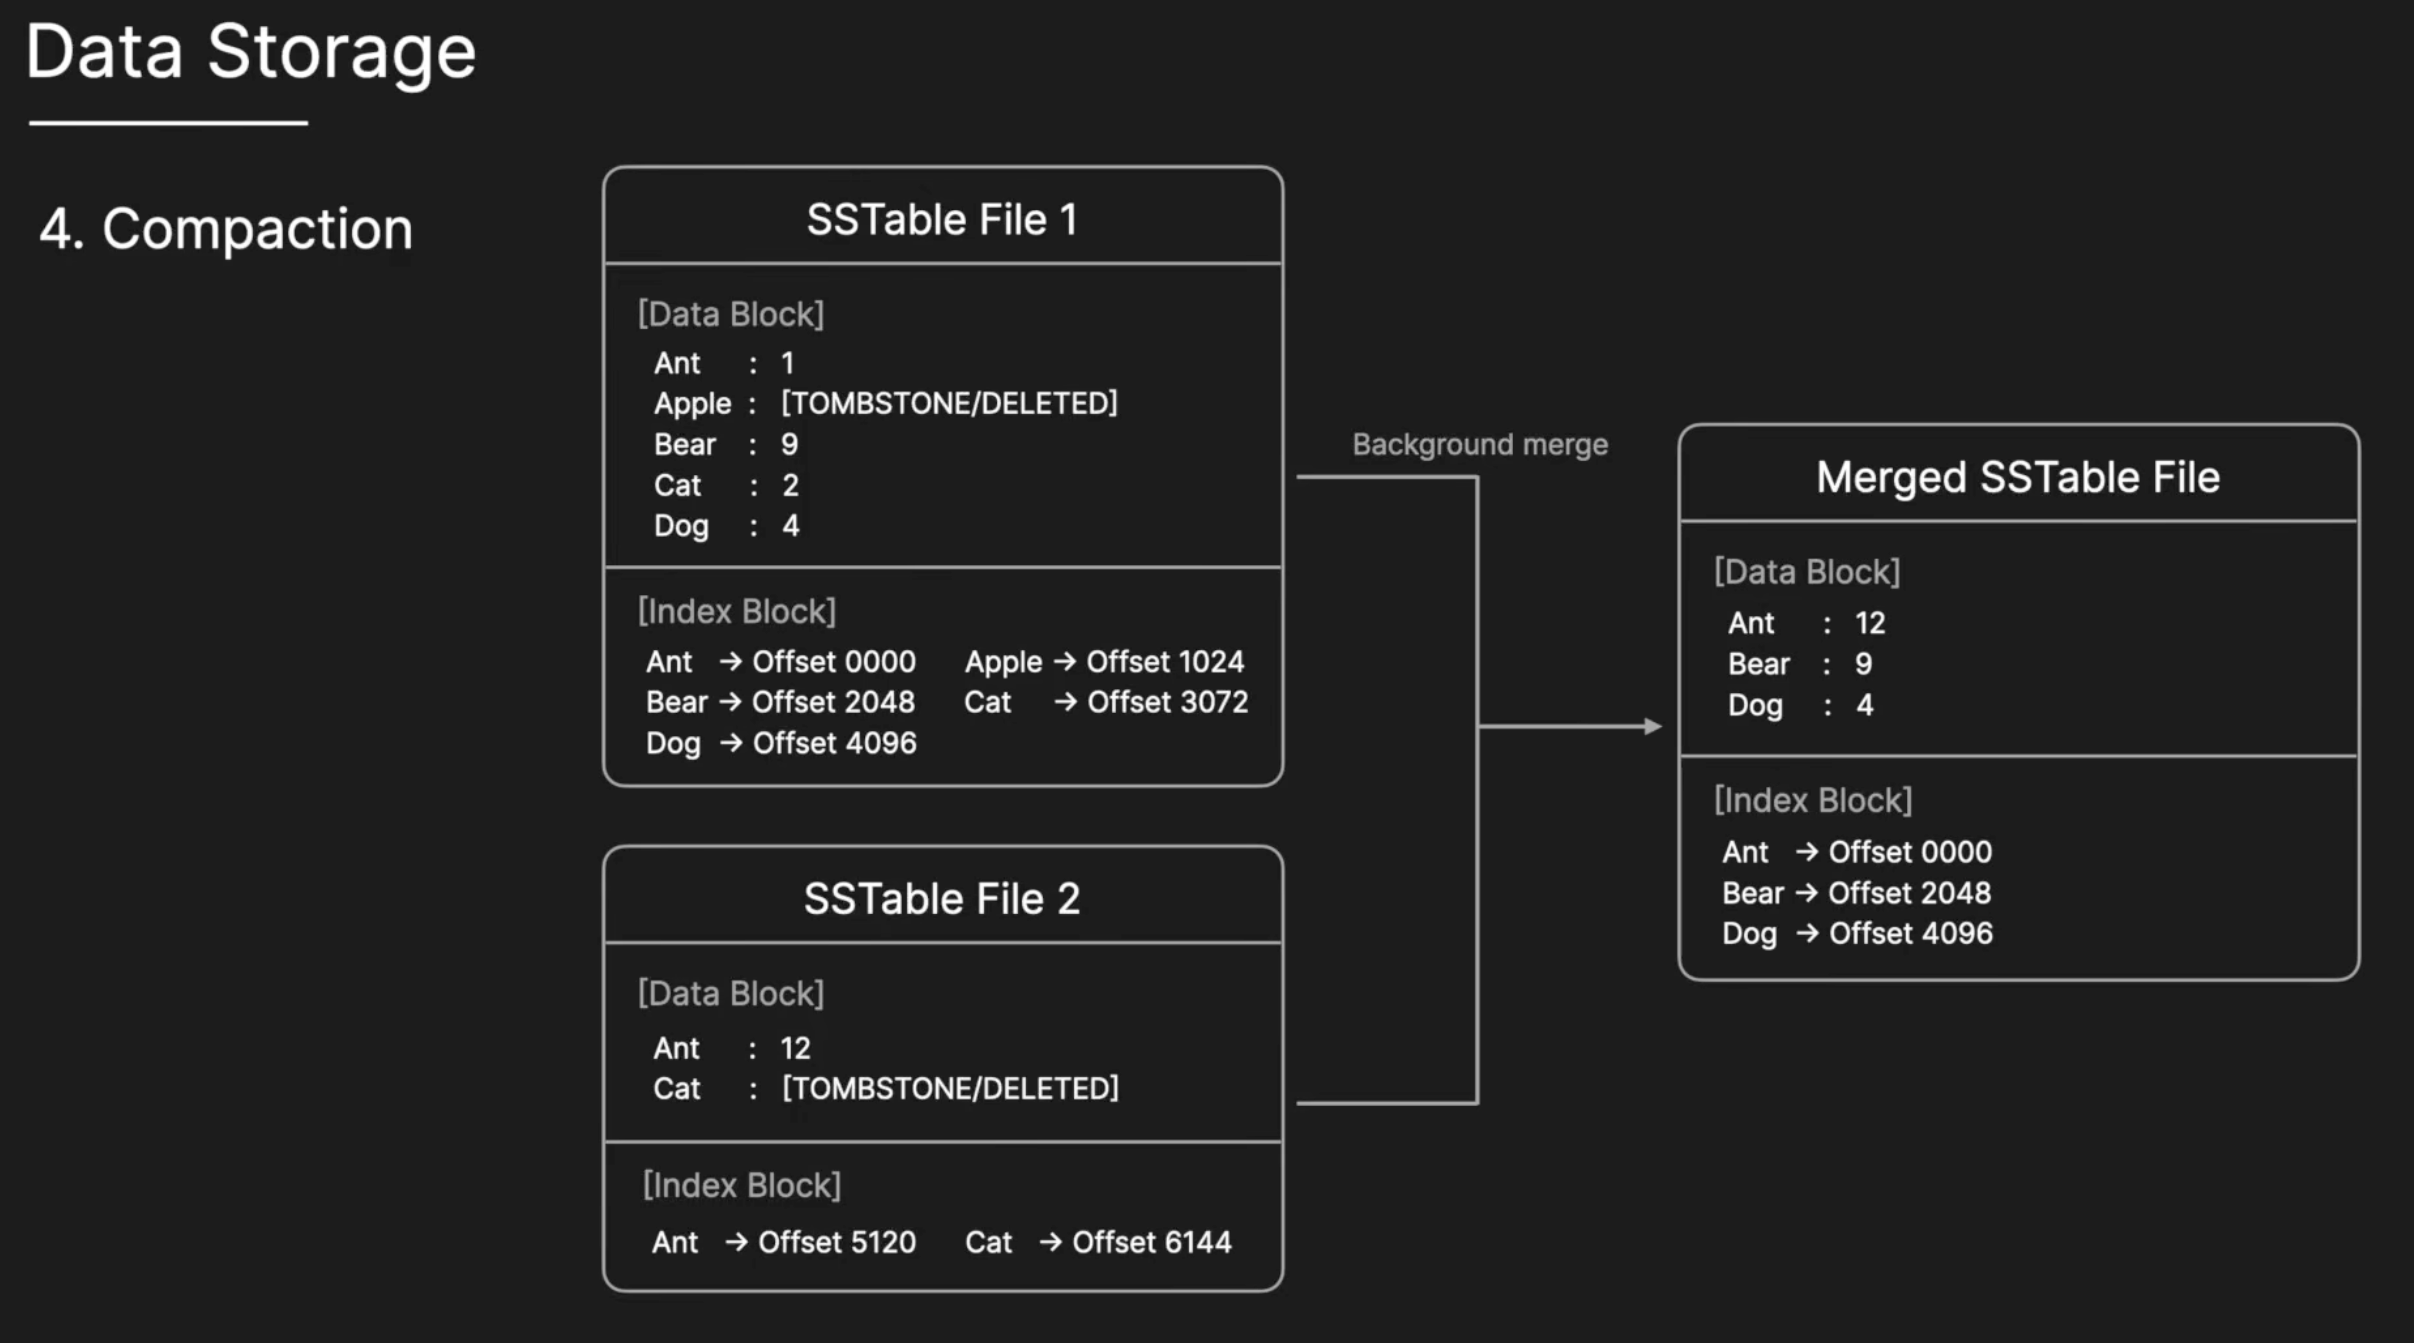 Data Storage
4. Compaction
SSTable File 1
[Data Block]
Ant : 1
Apple : [TOMBSTONE/DELETED]
Bear : 9
Cat : 2
Dog : 4
[Index Block]
Ant → Offset 0000 Apple → Offset 1024
Bear → Offset 2048 Cat → Offset 3072
Dog → Offset 4096
SSTable File 2
[Data Block]
Ant : 12
Cat : [TOMBSTONE/DELETED]
[Index Block]
Ant → Offset 5120 Cat → Offset 6144
Background merge
Merged SSTable File
[Data Block]
Ant : 12
Bear : 9
Dog : 4
[Index Block]
Ant → Offset 0000
Bear → Offset 2048
Dog → Offset 4096